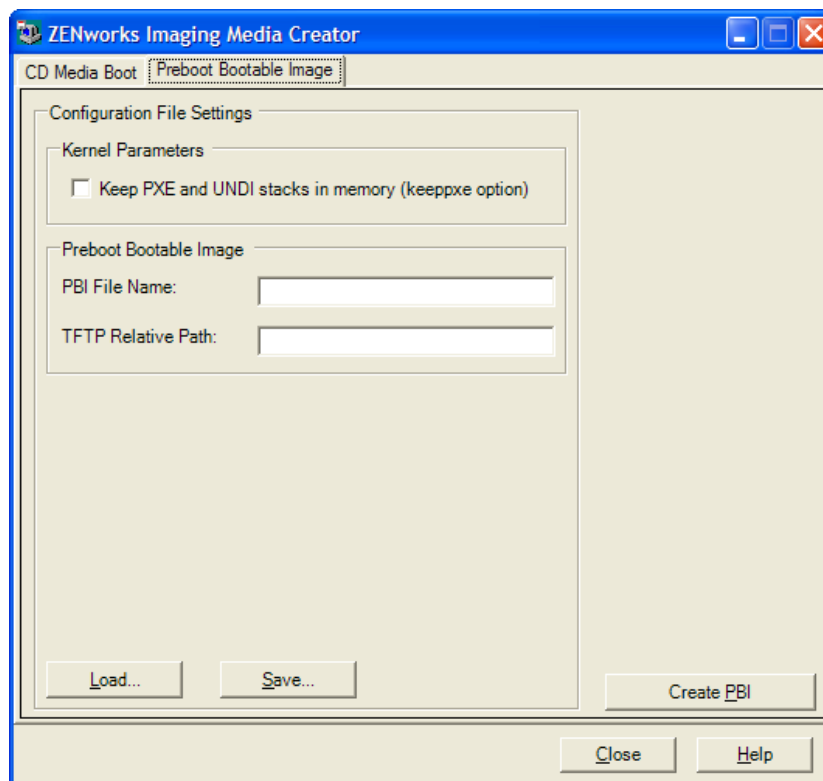 ZENworks Imaging Media Creator
CD Media Boot
Preboot Bootable Image
Configuration File Settings
Kernel Parameters
Keep PXE and UNDI stacks in memory (keeppxe option)
Preboot Bootable Image
PBI File Name:
TFTP Relative Path:
Load...
Save...
Create PBI
Close
Help